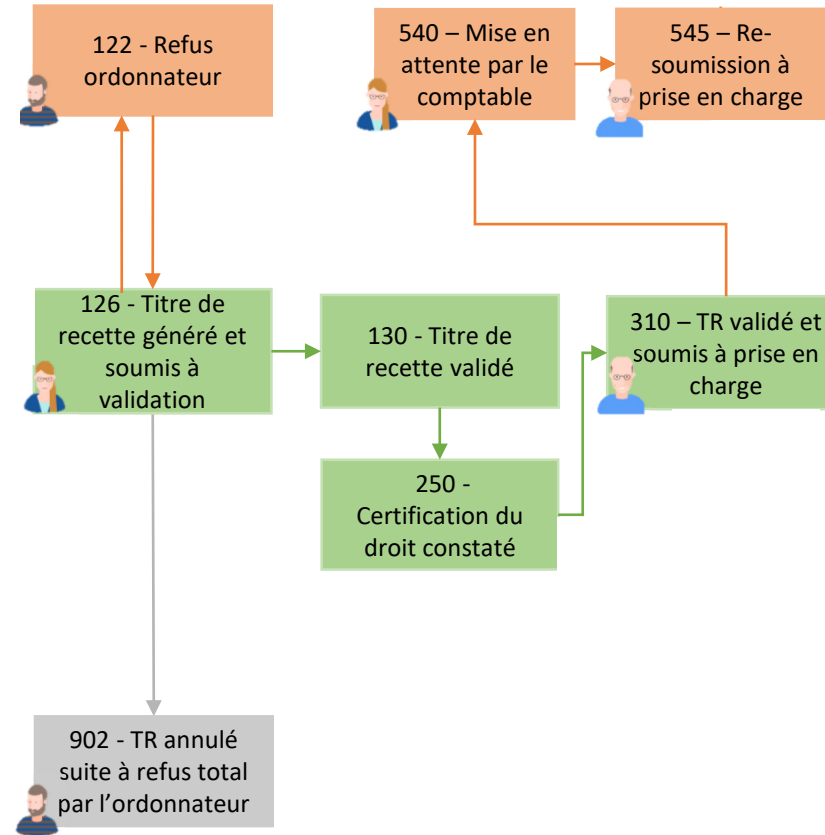 122 - Refus
ordonnateur
540 – Mise en
attente par le
comptable
545 – Re-
soumission à
prise en charge
126 - Titre de
recette généré et
soumis à
validation
130 - Titre de
recette validé
310 – TR validé et
soumis à prise en
charge
250 -
Certification du
droit constaté
902 - TR annulé
suite à refus total
par l’ordonnateur